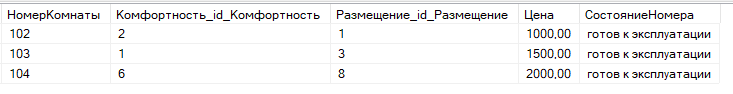 НомерКомнаты Комфортность_id_Комфортность Размещение_id_Размещение Цена СостояниеНомера
102 2 1 1000,00 готов к эксплуатации
103 1 3 1500,00 готов к эксплуатации
104 6 8 2000,00 готов к эксплуатации